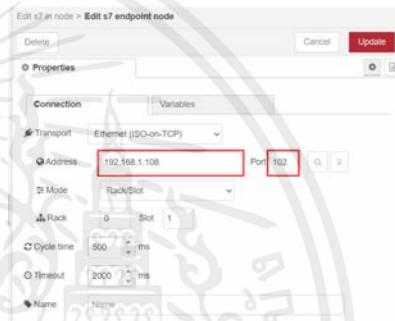 Edit s7 in node > Edit s7 endpoint node
Delete Cancel Update
Properties
Connection Variables
Transport Ethernet (ISO-on-TCP)
Address 192.168.1.108 Port 102
Mode Rack/Slot
Rack 0 Slot 1
Cycle time 500 ms
Timeout 2000 ms
Name Name